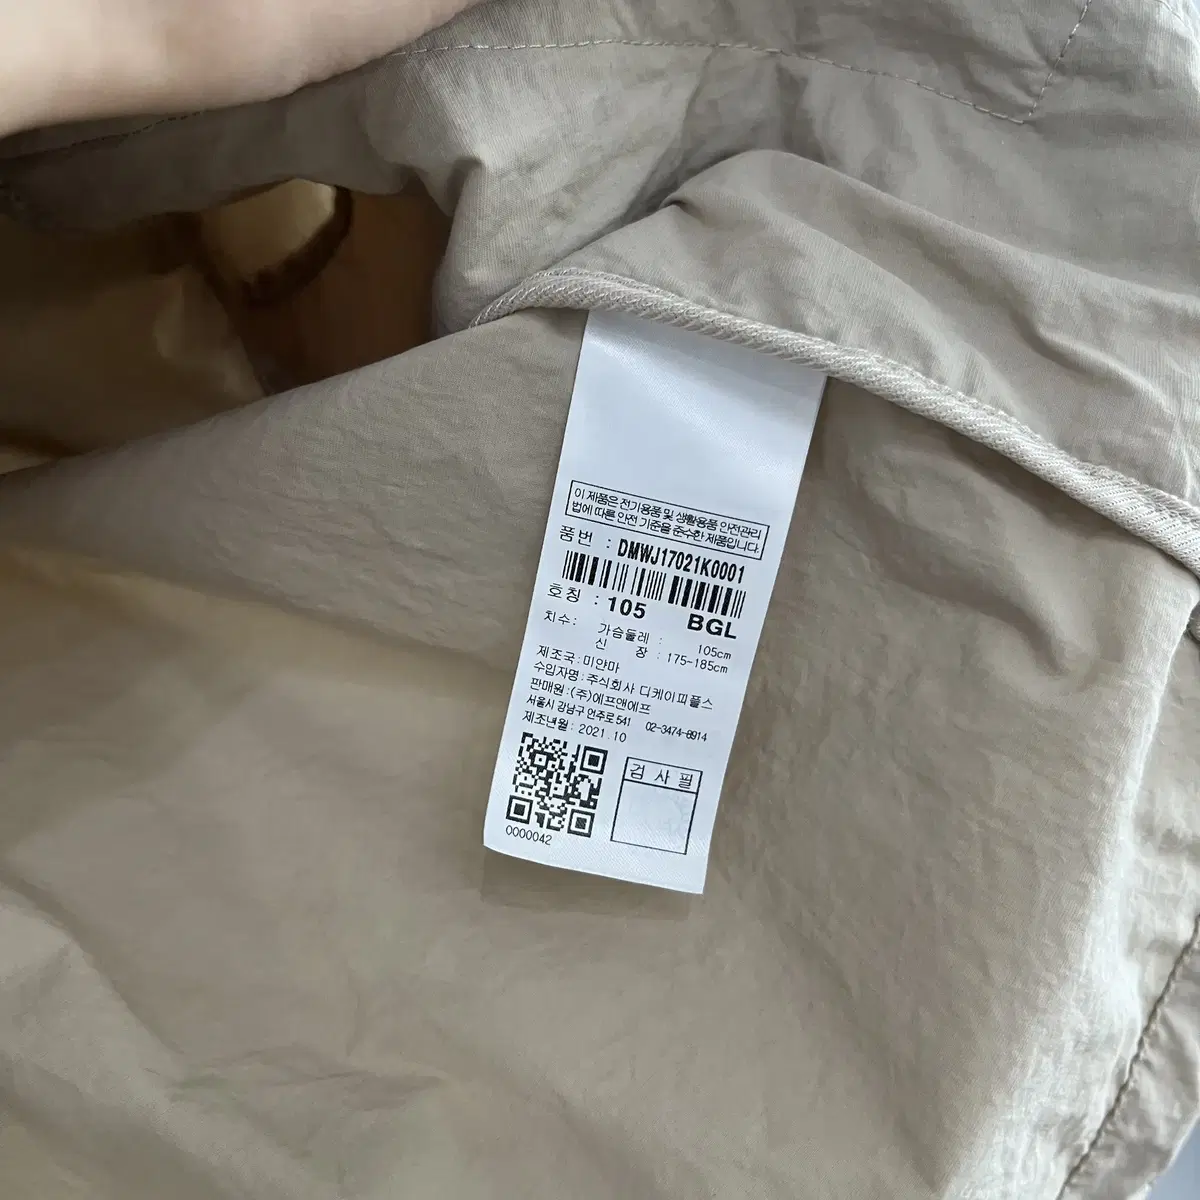 이 제품은 전기용품 및 생활용품 안전관리
법에 따른 안전 기준을 준수한 제품입니다.
품번 : DMWJ17021K0001
호칭 : 105 BGL
치수: 가슴둘레 : 105cm
신 장 : 175-185cm
제조국:미얀마
수입자명:주식회사 디케이피플스
판매원:(주)에프앤에프
서울시 강남구 언주로 541 02-3474-8914
제조년월: 2021.10
검 사 필
0000042